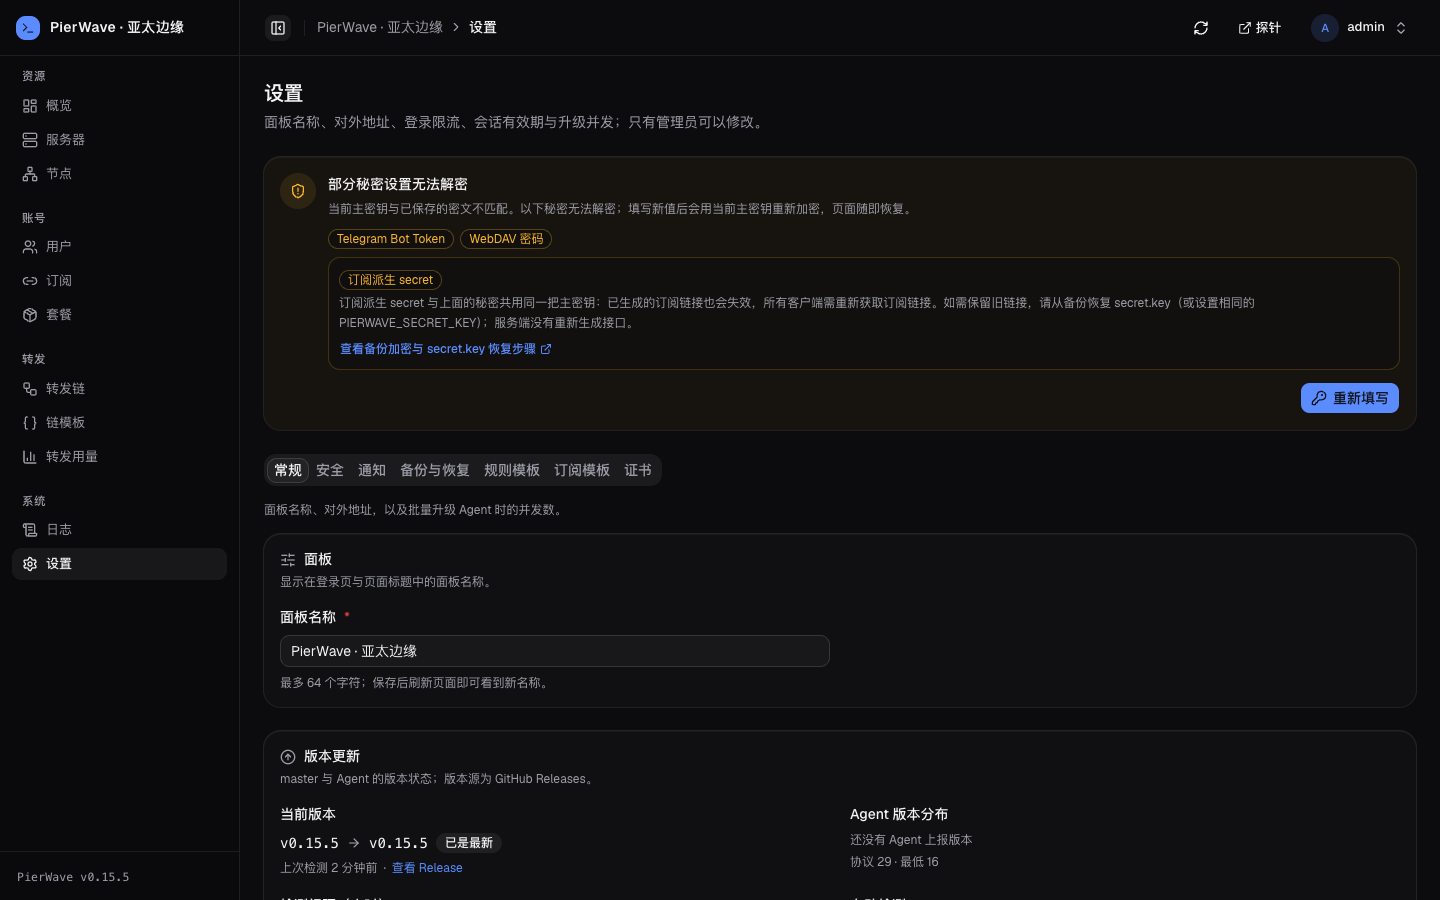 PierWave · 亚太边缘
PierWave · 亚太边缘 > 设置
探针
A
admin
资源
概览
服务器
节点
账号
用户
订阅
套餐
转发
转发链
链模板
转发用量
系统
日志
设置
PierWave v0.15.5
设置
面板名称、对外地址、登录限流、会话有效期与升级并发；只有管理员可以修改。
部分秘密设置无法解密
当前主密钥与已保存的密文不匹配。以下秘密无法解密；填写新值后会用当前主密钥重新加密，页面随即恢复。
Telegram Bot Token
WebDAV 密码
订阅派生 secret
订阅派生 secret 与上面的秘密共用同一把主密钥：已生成的订阅链接也会失效，所有客户端需重新获取订阅链接。如需保留旧链接，请从备份恢复 secret.key（或设置相同的
PIERWAVE_SECRET_KEY）；服务端没有重新生成接口。
查看备份加密与 secret.key 恢复步骤
重新填写
常规 安全 通知 备份与恢复 规则模板 订阅模板 证书
面板名称、对外地址，以及批量升级 Agent 时的并发数。
面板
显示在登录页与页面标题中的面板名称。
面板名称 *
PierWave · 亚太边缘
最多 64 个字符；保存后刷新页面即可看到新名称。
版本更新
master 与 Agent 的版本状态；版本源为 GitHub Releases。
当前版本
v0.15.5 → v0.15.5 已是最新
上次检测 2 分钟前 · 查看 Release
Agent 版本分布
还没有 Agent 上报版本
协议 29 · 最低 16